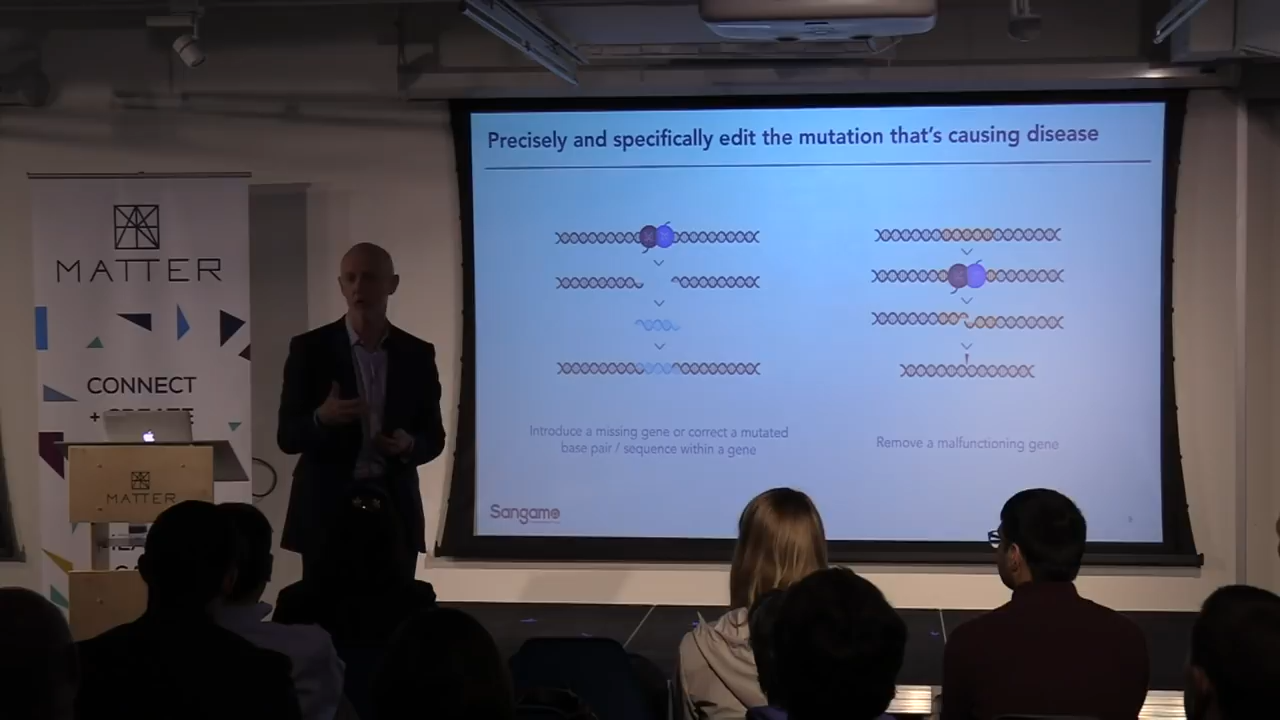 Precisely and specifically edit the mutation that's causing disease
MATTER
CONNECT
+ CREATE
MATTER
Introduce a missing gene or correct a mutated
base pair / sequence within a gene
Remove a malfunctioning gene
Sangamo